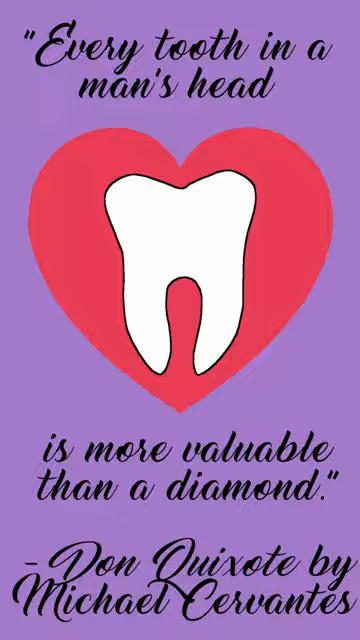 "Every tooth in a
man's head
is more valuable
than a diamond."
- Don Quixote by
Michael Cervantes